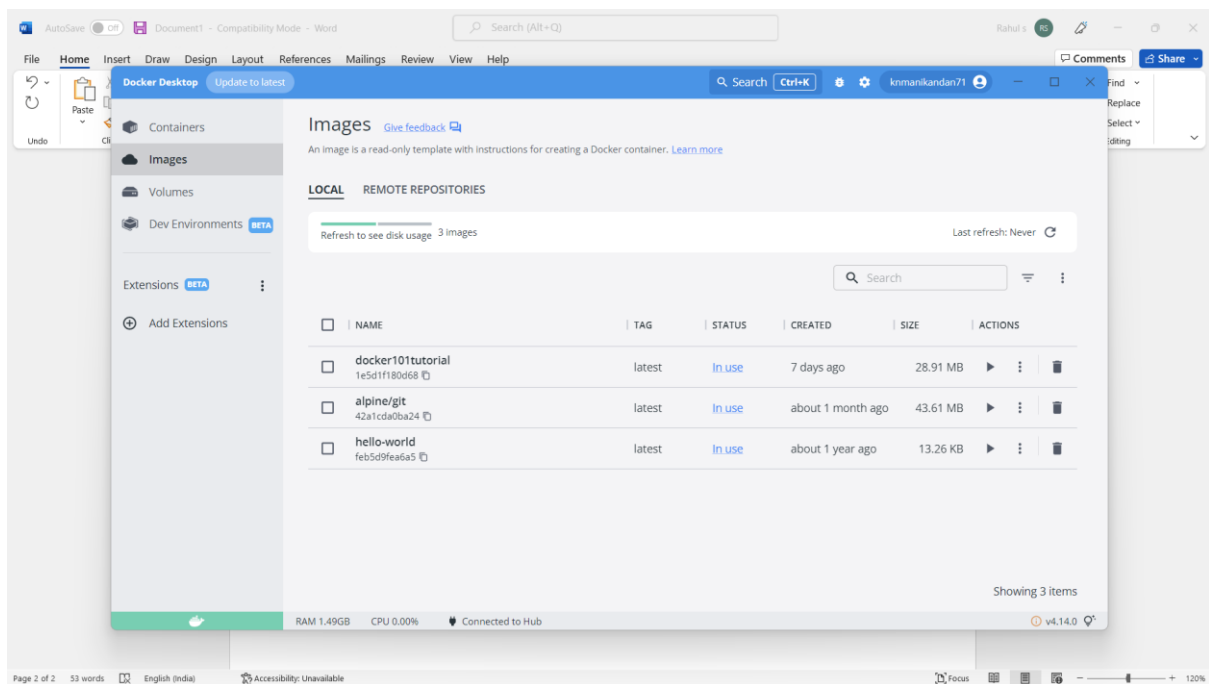 AutoSave Off Document1 - Compatibility Mode - Word Search (Alt+Q) Rahul s RS
File Home Insert Draw Design Layout References Mailings Review View Help Comments Share
Paste
Undo
Find
Replace
Select
Docker Desktop Update to latest Search Ctrl+K knmanikandan71
Containers
Images
Volumes
Dev Environments BETA
Extensions BETA
Add Extensions
Images Give feedback
An image is a read-only template with instructions for creating a Docker container. Learn more
LOCAL REMOTE REPOSITORIES
Refresh to see disk usage 3 images Last refresh: Never
Search
NAME TAG STATUS CREATED SIZE ACTIONS
docker101tutorial latest In use 7 days ago 28.91 MB
1e5d1f180d68
alpine/git latest In use about 1 month ago 43.61 MB
42a1cda0ba24
hello-world latest In use about 1 year ago 13.26 KB
feb5d9fea6a5
Showing 3 items
RAM 1.49GB CPU 0.00% Connected to Hub v4.14.0
Page 2 of 2 53 words English (India) Accessibility: Unavailable Focus 120%